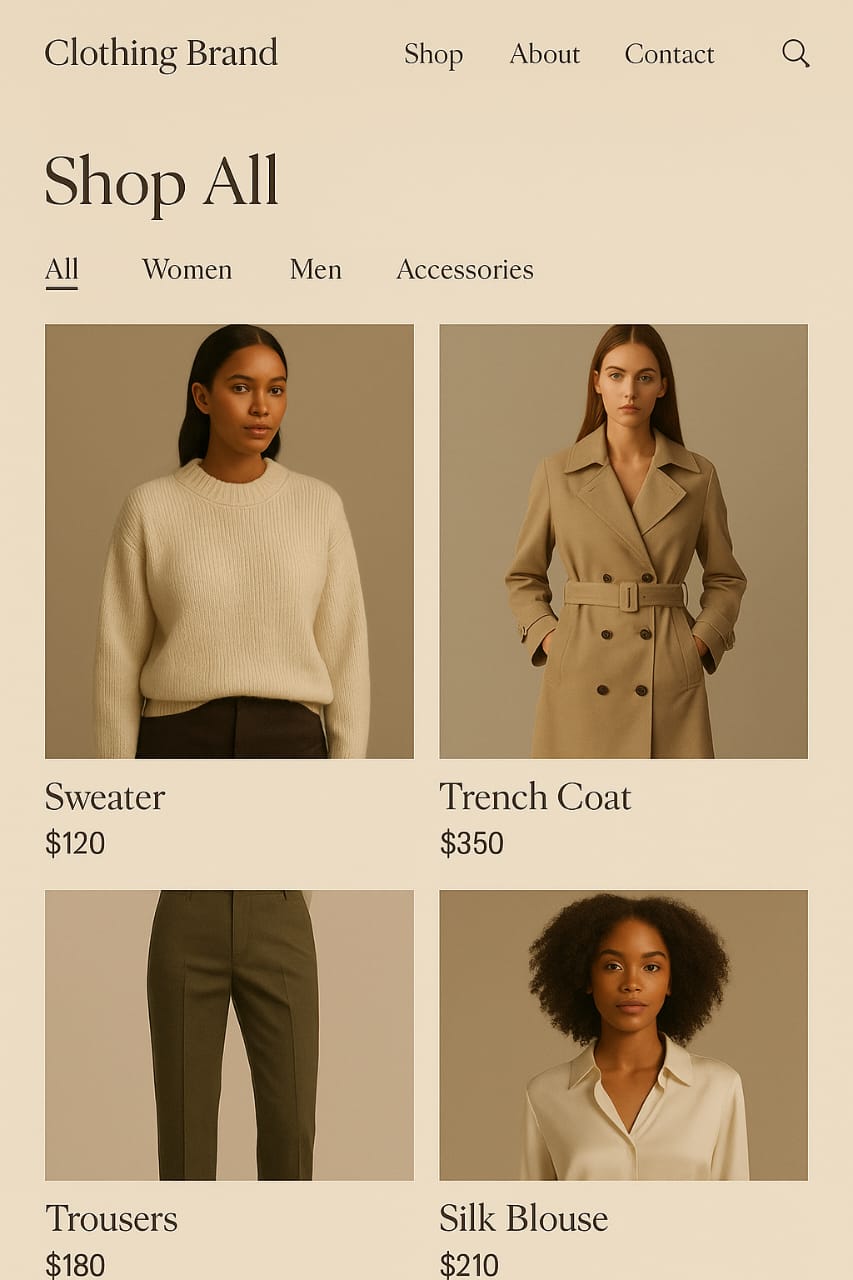 Clothing Brand Shop About Contact
Shop All
All Women Men Accessories
Sweater
$120
Trench Coat
$350
Trousers
$180
Silk Blouse
$210